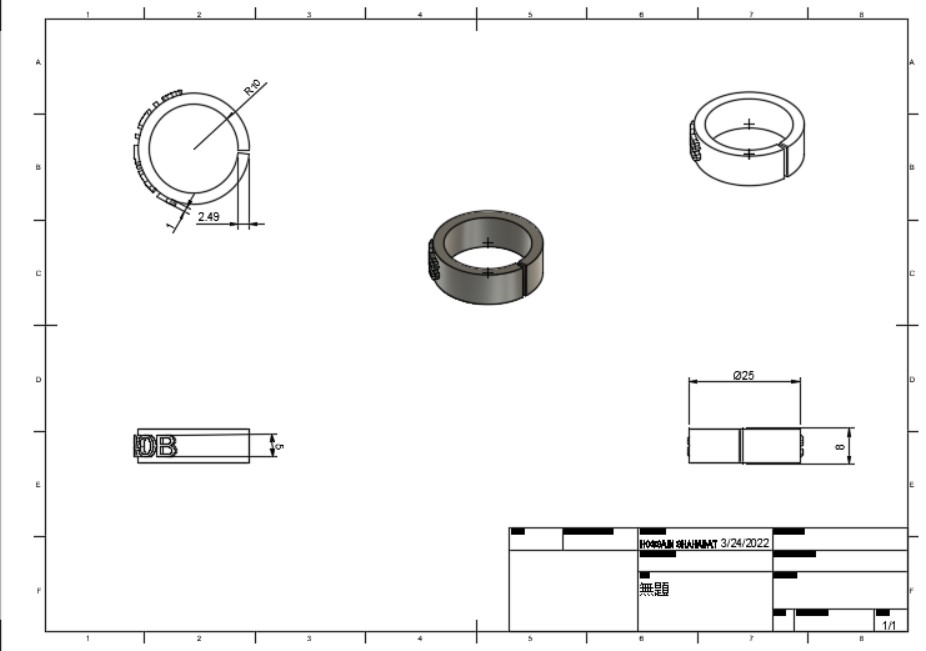 1 2 3 4 5 6 7 8
A A
R10
B B
2.49
1
C C
D D
Ø25
DB
5
8
E E
HOSSAIN SHAHADAT 3/24/2022
F F
無題
1/1
1 2 3 4 5 6 7 8